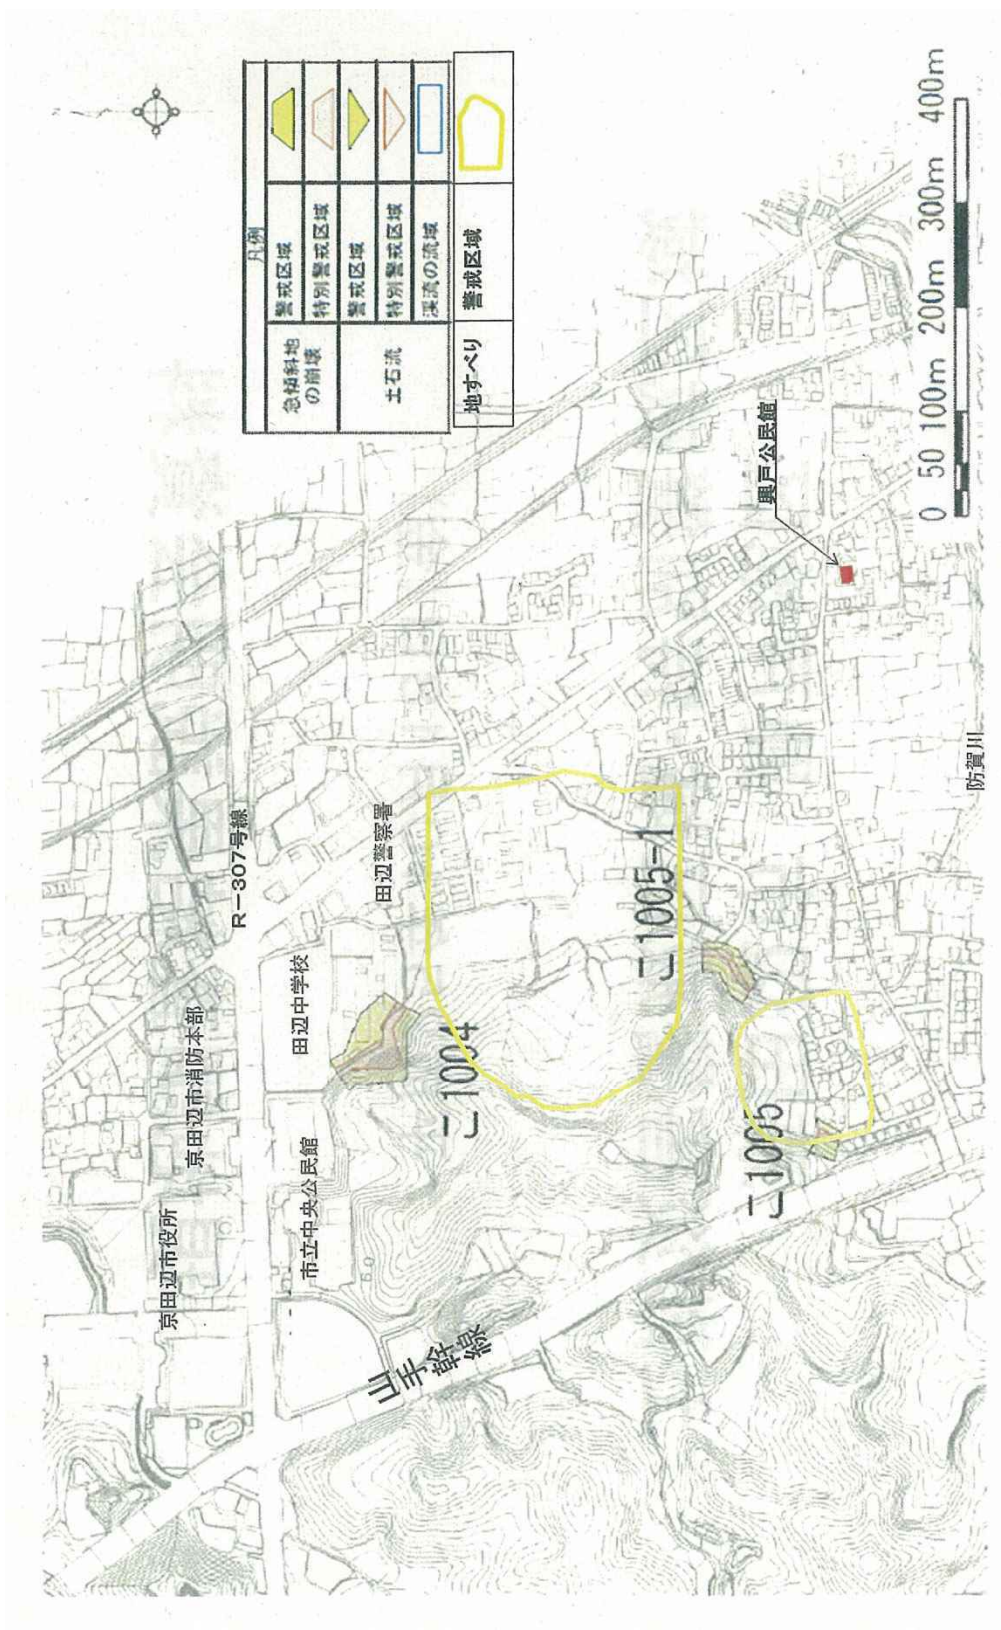 凡例
急傾斜地
の崩壊
警戒区域
特別警戒区域
土石流
警戒区域
特別警戒区域
渓流の流域
地すべり
警戒区域
R-307号線
京田辺市消防本部
京田辺市役所
田辺中学校
田辺警察署
市立中央公民館
山手幹線
こ1004
こ1005-1
こ1005
興戸公民館
防賀川
0 50 100m 200m 300m 400m